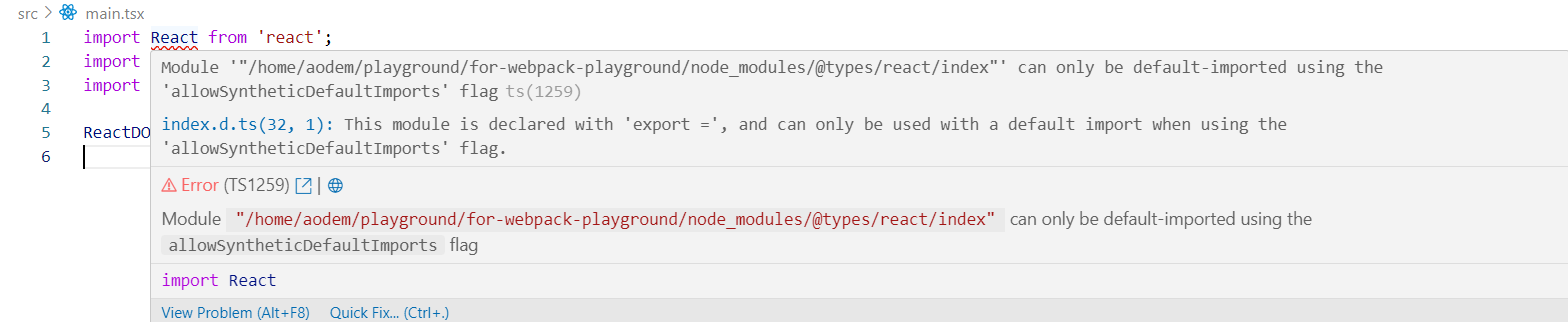 src > main.tsx
1 import React from 'react';
2 import
3 import
4
5 ReactDO
6
Module '"/home/aodem/playground/for-webpack-playground/node_modules/@types/react/index"' can only be default-imported using the
'allowSyntheticDefaultImports' flag ts(1259)
index.d.ts(32, 1): This module is declared with 'export =', and can only be used with a default import when using the
'allowSyntheticDefaultImports' flag.
Error (TS1259) |
Module "/home/aodem/playground/for-webpack-playground/node_modules/@types/react/index" can only be default-imported using the
allowSyntheticDefaultImports flag
import React
View Problem (Alt+F8) Quick Fix... (Ctrl+.)